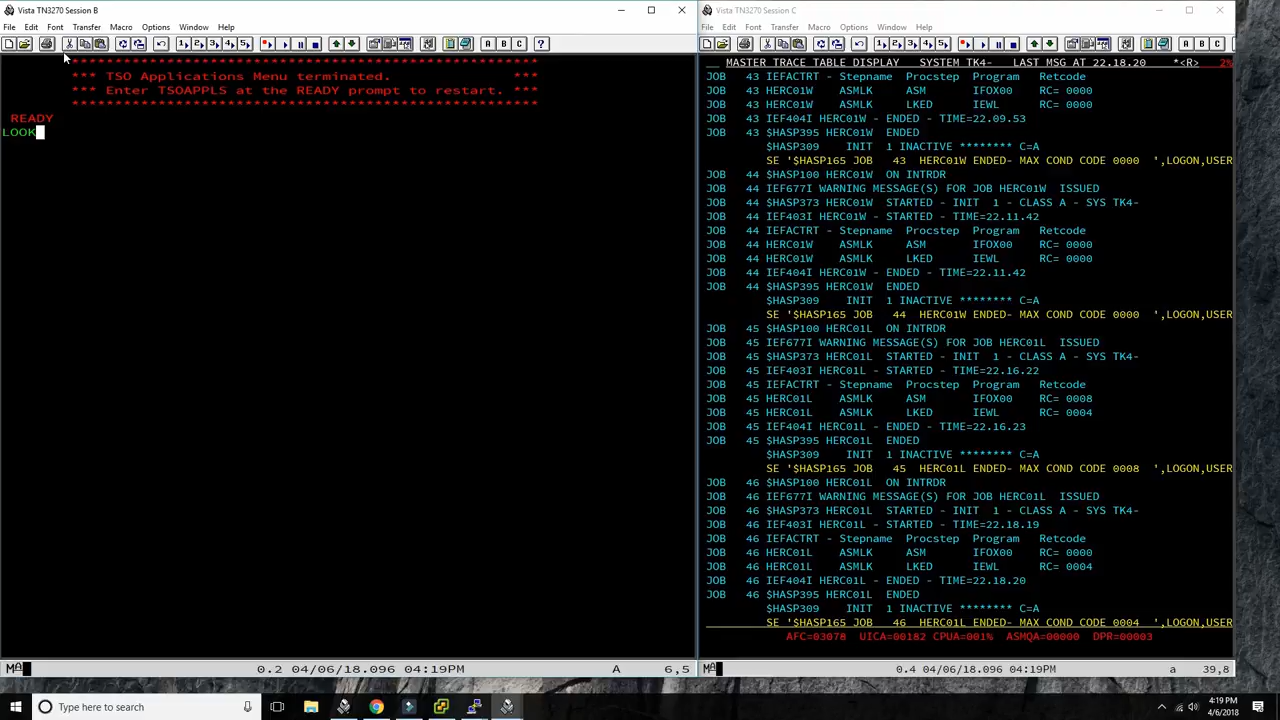 Vista TN3270 Session B
File Edit Font Transfer Macro Options Window Help
1 2 3 4 5 A B C ?
*******************************************************
*** TSO Applications Menu terminated. ***
*** Enter TSOAPPLS at the READY prompt to restart. ***
*******************************************************
READY
LOOK
MA 0.2 04/06/18.096 04:19PM A 6,5
Vista TN3270 Session C
File Edit Font Transfer Macro Options Window Help
1 2 3 4 5 A B C
__ MASTER TRACE TABLE DISPLAY SYSTEM TK4- LAST MSG AT 22.18.20 *<R> 2%
JOB 43 IEFACTRT - Stepname Procstep Program Retcode
JOB 43 HERC01W ASMLK ASM IFOX00 RC= 0000
JOB 43 HERC01W ASMLK LKED IEWL RC= 0000
JOB 43 IEF404I HERC01W - ENDED - TIME=22.09.53
JOB 43 $HASP395 HERC01W ENDED
$HASP309 INIT 1 INACTIVE ******** C=A
SE '$HASP165 JOB 43 HERC01W ENDED- MAX COND CODE 0000 ',LOGON,USER
JOB 44 $HASP100 HERC01W ON INTRDR
JOB 44 IEF677I WARNING MESSAGE(S) FOR JOB HERC01W ISSUED
JOB 44 $HASP373 HERC01W STARTED - INIT 1 - CLASS A - SYS TK4-
JOB 44 IEF403I HERC01W - STARTED - TIME=22.11.42
JOB 44 IEFACTRT - Stepname Procstep Program Retcode
JOB 44 HERC01W ASMLK ASM IFOX00 RC= 0000
JOB 44 HERC01W ASMLK LKED IEWL RC= 0000
JOB 44 IEF404I HERC01W - ENDED - TIME=22.11.42
JOB 44 $HASP395 HERC01W ENDED
$HASP309 INIT 1 INACTIVE ******** C=A
SE '$HASP165 JOB 44 HERC01W ENDED- MAX COND CODE 0000 ',LOGON,USER
JOB 45 $HASP100 HERC01L ON INTRDR
JOB 45 IEF677I WARNING MESSAGE(S) FOR JOB HERC01L ISSUED
JOB 45 $HASP373 HERC01L STARTED - INIT 1 - CLASS A - SYS TK4-
JOB 45 IEF403I HERC01L - STARTED - TIME=22.16.22
JOB 45 IEFACTRT - Stepname Procstep Program Retcode
JOB 45 HERC01L ASMLK ASM IFOX00 RC= 0008
JOB 45 HERC01L ASMLK LKED IEWL RC= 0004
JOB 45 IEF404I HERC01L - ENDED - TIME=22.16.23
JOB 45 $HASP395 HERC01L ENDED
$HASP309 INIT 1 INACTIVE ******** C=A
SE '$HASP165 JOB 45 HERC01L ENDED- MAX COND CODE 0008 ',LOGON,USER
JOB 46 $HASP100 HERC01L ON INTRDR
JOB 46 IEF677I WARNING MESSAGE(S) FOR JOB HERC01L ISSUED
JOB 46 $HASP373 HERC01L STARTED - INIT 1 - CLASS A - SYS TK4-
JOB 46 IEF403I HERC01L - STARTED - TIME=22.18.19
JOB 46 IEFACTRT - Stepname Procstep Program Retcode
JOB 46 HERC01L ASMLK ASM IFOX00 RC= 0000
JOB 46 HERC01L ASMLK LKED IEWL RC= 0004
JOB 46 IEF404I HERC01L - ENDED - TIME=22.18.20
JOB 46 $HASP395 HERC01L ENDED
$HASP309 INIT 1 INACTIVE ******** C=A
SE '$HASP165 JOB 46 HERC01L ENDED- MAX COND CODE 0004 ',LOGON,USER
AFC=03078 UICA=00182 CPUA=001% ASMQA=00000 DPR=00003
MA 0.4 04/06/18.096 04:19PM a 39,8
Type here to search
4:19 PM
4/6/2018